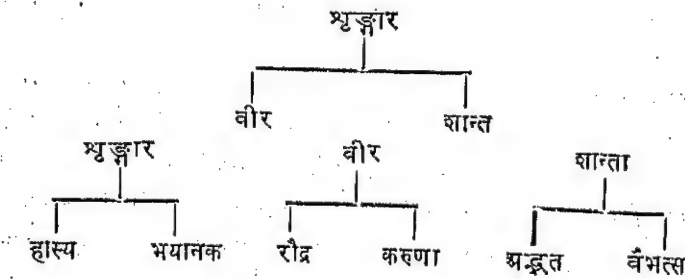 शृङ्गार
वीर शान्त
शृङ्गार वीर शान्ता
हास्य भयानक रौद्र करुणा अद्भुत वैभत्स